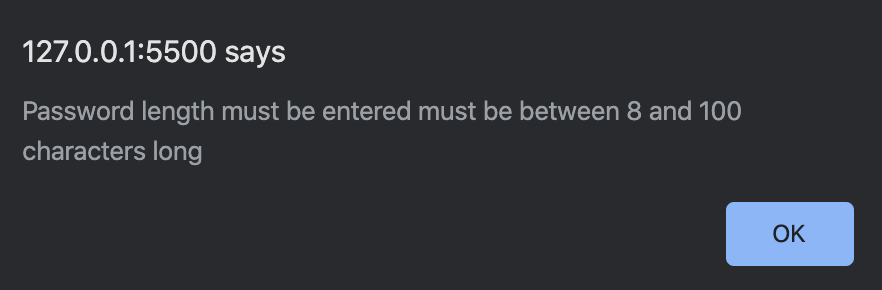 127.0.0.1:5500 says
Password length must be entered must be between 8 and 100
characters long
OK